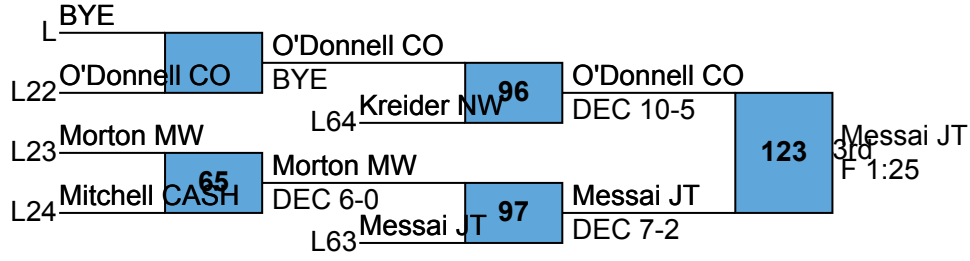 L BYE
L22 O'Donnell CO
O'Donnell CO
BYE
L64 Kreider NW
96
O'Donnell CO
DEC 10-5
L23 Morton MW
65
L24 Mitchell CASH
Morton MW
DEC 6-0
L63 Messai JT
97
Messai JT
DEC 7-2
123
3rd
Messai JT
F 1:25